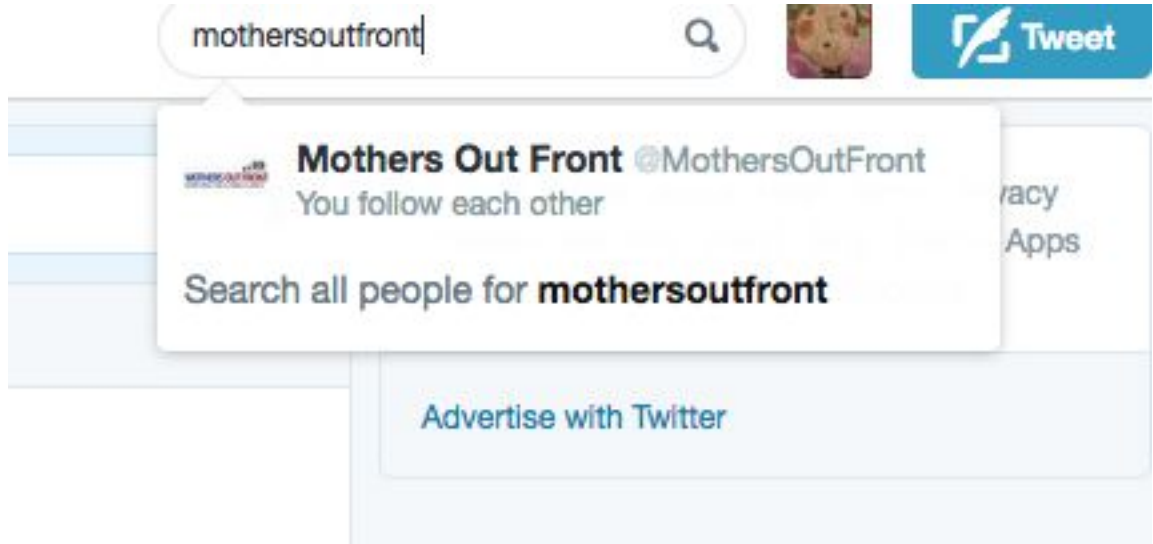 mothersoutfront
Tweet
Mothers Out Front @MothersOutFront
You follow each other
Search all people for mothersoutfront
Apps
Advertise with Twitter